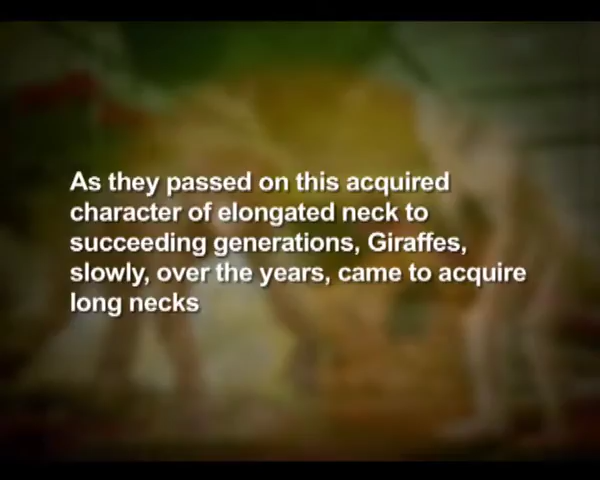 As they passed on this acquired
character of elongated neck to
succeeding generations, Giraffes,
slowly, over the years, came to acquire
long necks